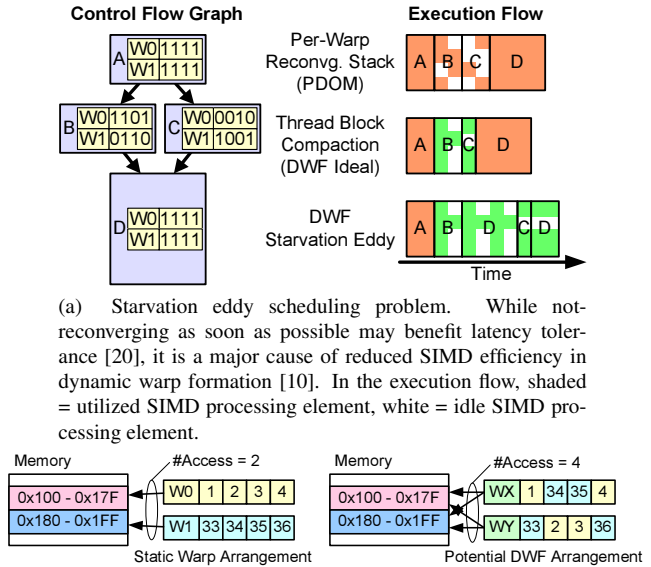 Control Flow Graph
Execution Flow
A
W0 1111
W1 1111
B
W0 1101
W1 0110
C
W0 0010
W1 1001
D
W0 1111
W1 1111
Per-Warp
Reconvg. Stack
(PDOM)
A B C D
Thread Block
Compaction
(DWF Ideal)
A B C D
DWF
Starvation Eddy
A B D C D
Time
(a) Starvation eddy scheduling problem. While not-
reconverging as soon as possible may benefit latency toler-
ance [20], it is a major cause of reduced SIMD efficiency in
dynamic warp formation [10]. In the execution flow, shaded
= utilized SIMD processing element, white = idle SIMD pro-
cessing element.
Memory
#Access = 2
0x100 - 0x17F
0x180 - 0x1FF
W0 1 2 3 4
W1 33 34 35 36
Static Warp Arrangement
Memory
#Access = 4
0x100 - 0x17F
0x180 - 0x1FF
WX 1 34 35 4
WY 33 2 3 36
Potential DWF Arrangement